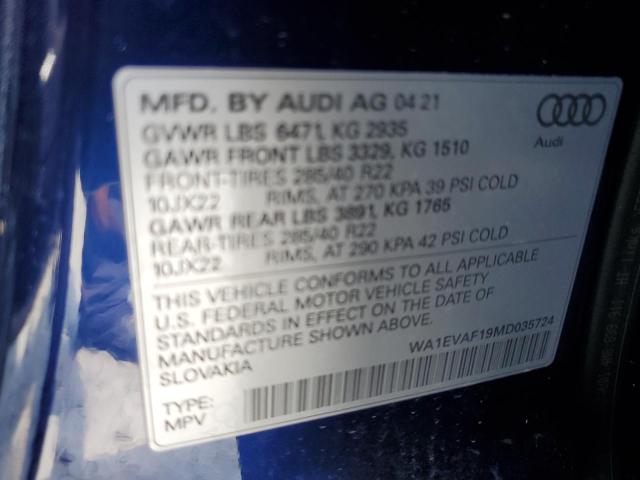 MFD. BY AUDI AG 04 21
GVWR LBS 6471, KG 2935
GAWR FRONT LBS 3329, KG 1510
FRONT-TIRES 285/40 R22
10JX22 RIMS, AT 270 KPA 39 PSI COLD
GAWR REAR LBS 3891, KG 1765
REAR-TIRES 285/40 R22
10JX22 RIMS, AT 290 KPA 42 PSI COLD
Audi
THIS VEHICLE CONFORMS TO ALL APPLICABLE
U.S. FEDERAL MOTOR VEHICLE SAFETY
STANDARDS IN EFFECT ON THE DATE OF
MANUFACTURE SHOWN ABOVE.
SLOVAKIA
WA1EVAF19MD035724
TYPE:
MPV